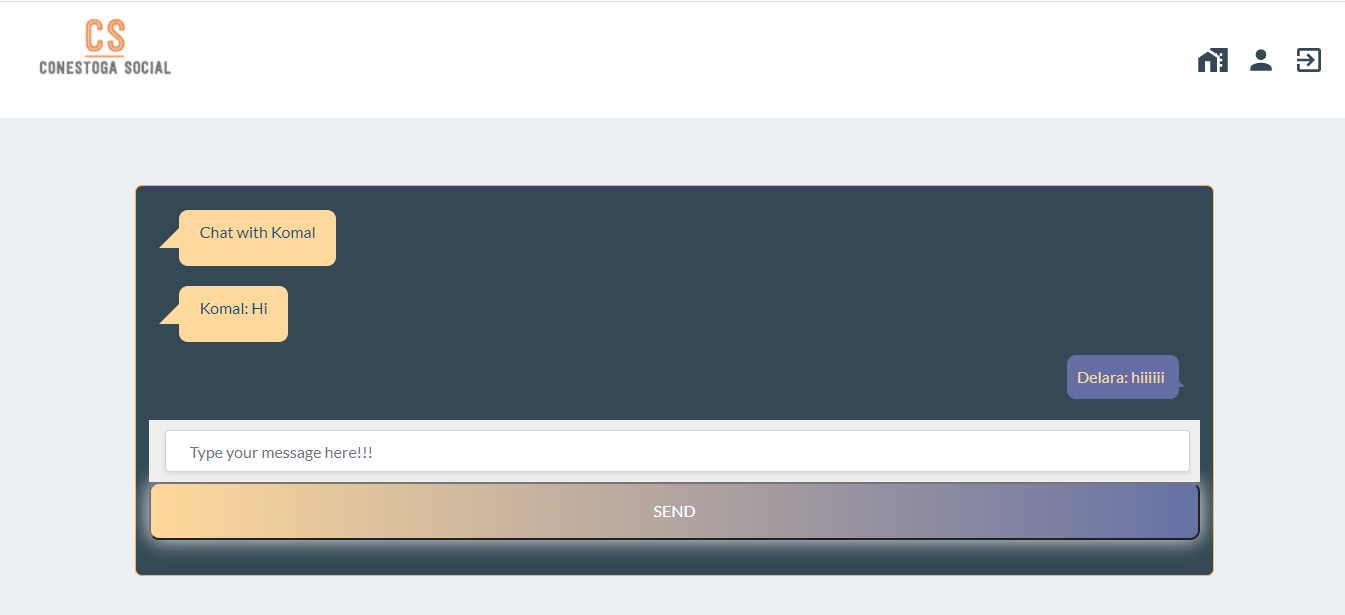 CS
CONESTOGA SOCIAL
Chat with Komal
Komal: Hi
Delara: hiiiiii
Type your message here!!!
SEND